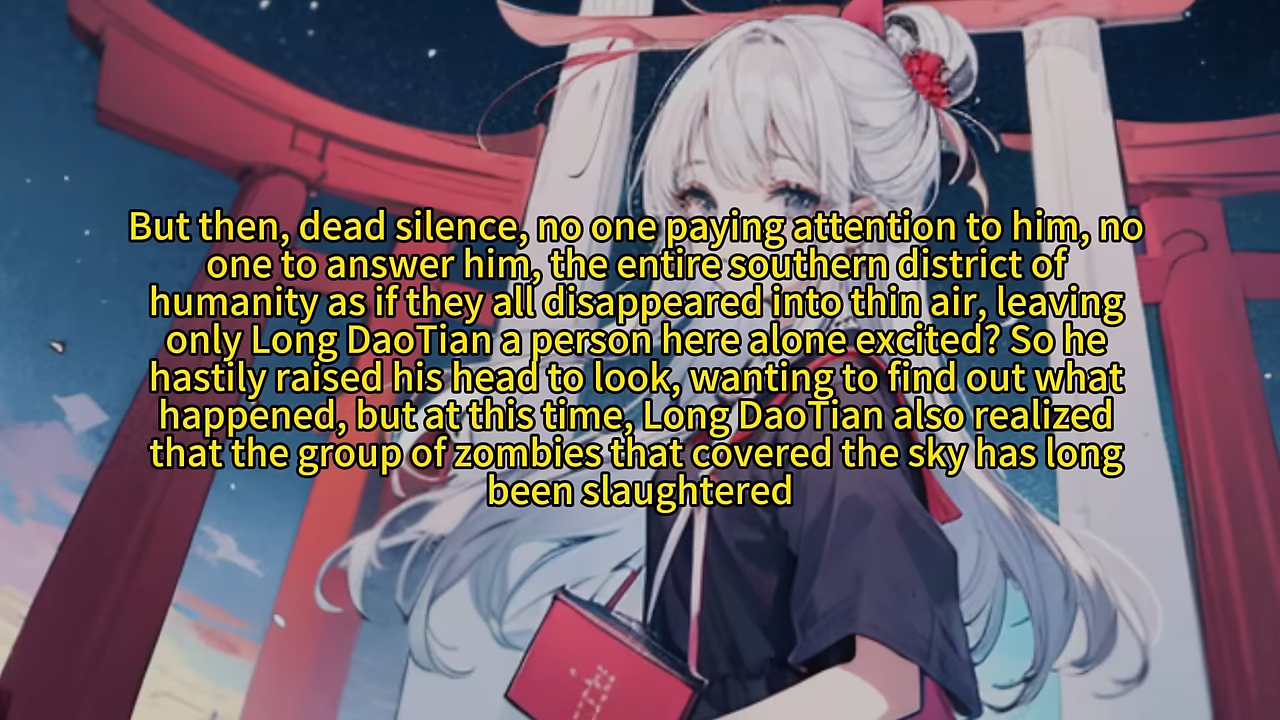 But then, dead silence, no one paying attention to him, no
one to answer him, the entire southern district of
humanity as if they all disappeared into thin air, leaving
only Long DaoTian a person here alone excited? So he
hastily raised his head to look, wanting to find out what
happened, but at this time, Long DaoTian also realized
that the group of zombies that covered the sky has long
been slaughtered